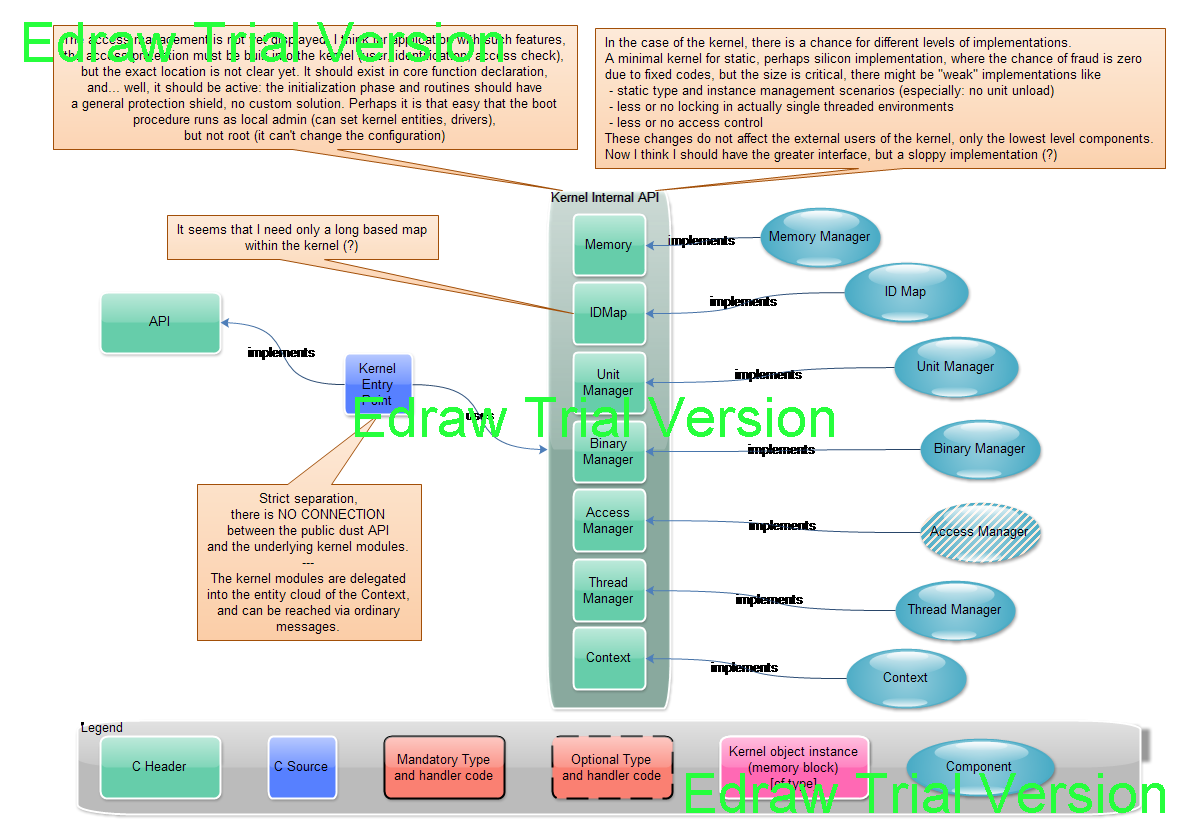 Edraw Trial Version
The access management is not yet displayed. I think for application with such features,
the access protection must be built into the kernel (user, identification, access check),
but the exact location is not clear yet. It should exist in core function declaration,
and... well, it should be active: the initialization phase and routines should have
a general protection shield, no custom solution. Perhaps it is that easy that the boot
procedure runs as local admin (can set kernel entities, drivers),
but not root (it can't change the configuration)
In the case of the kernel, there is a chance for different levels of implementations.
A minimal kernel for static, perhaps silicon implementation, where the chance of fraud is zero
due to fixed codes, but the size is critical, there might be "weak" implementations like
- static type and instance management scenarios (especially: no unit unload)
- less or no locking in actually single threaded environments
- less or no access control
These changes do not affect the external users of the kernel, only the lowest level components.
Now I think I should have the greater interface, but a sloppy implementation (?)
Kernel Internal API
It seems that I need only a long based map
within the kernel (?)
Memory
implements
Memory Manager
IDMap
implements
ID Map
API
implements
Kernel
Entry
Point
uses
Unit
Manager
implements
Unit Manager
Edraw Trial Version
Binary
Manager
implements
Binary Manager
Strict separation,
there is NO CONNECTION
between the public dust API
and the underlying kernel modules.
---
The kernel modules are delegated
into the entity cloud of the Context,
and can be reached via ordinary
messages.
Access
Manager
implements
Access Manager
Thread
Manager
implements
Thread Manager
Context
implements
Context
Legend
C Header
C Source
Mandatory Type
and handler code
Optional Type
and handler code
Kernel object instance
(memory block)
[of type]
Component
Edraw Trial Version